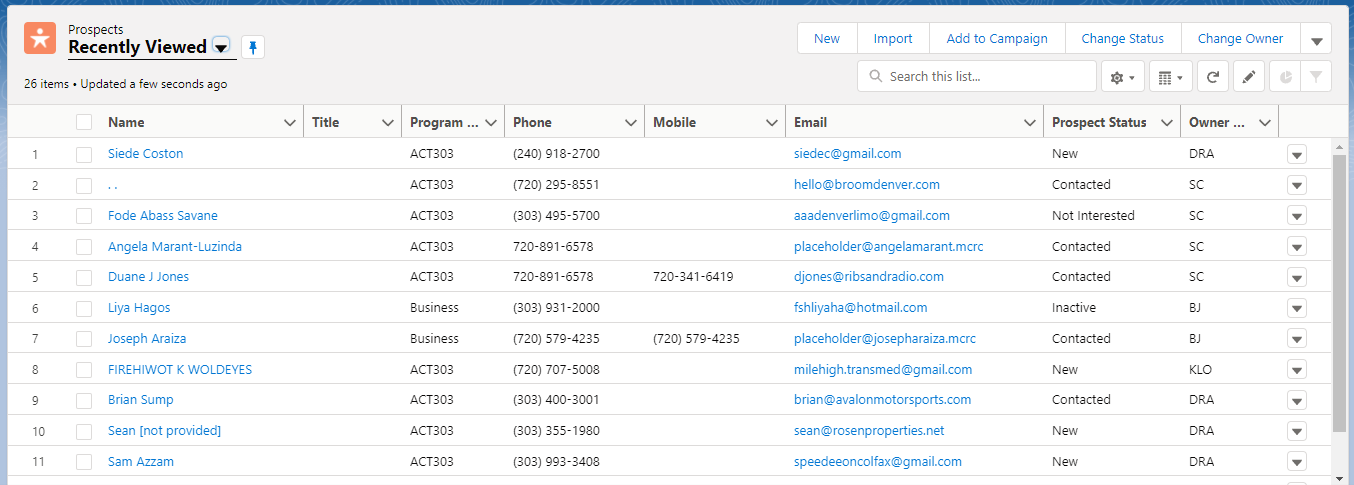 Prospects
Recently Viewed
New Import Add to Campaign Change Status Change Owner
26 items • Updated a few seconds ago
Search this list...
Name Title Program ... Phone Mobile Email Prospect Status Owner ...
1 Siede Coston ACT303 (240) 918-2700 siedec@gmail.com New DRA
2 . . ACT303 (720) 295-8551 hello@broomdenver.com Contacted SC
3 Fode Abass Savane ACT303 (303) 495-5700 aaadenverlimo@gmail.com Not Interested SC
4 Angela Marant-Luzinda ACT303 720-891-6578 placeholder@angelamarant.mcrc Contacted SC
5 Duane J Jones ACT303 720-891-6578 720-341-6419 djones@ribsandradio.com Contacted SC
6 Liya Hagos Business (303) 931-2000 fshliyaha@hotmail.com Inactive BJ
7 Joseph Araiza Business (720) 579-4235 (720) 579-4235 placeholder@josepharaiza.mcrc Contacted BJ
8 FIREHIWOT K WOLDEYES ACT303 (720) 707-5008 milehigh.transmed@gmail.com New KLO
9 Brian Sump ACT303 (303) 400-3001 brian@avalonmotorsports.com Contacted DRA
10 Sean [not provided] ACT303 (303) 355-1980 sean@rosenproperties.net New DRA
11 Sam Azzam ACT303 (303) 993-3408 speedeeoncolfax@gmail.com New DRA